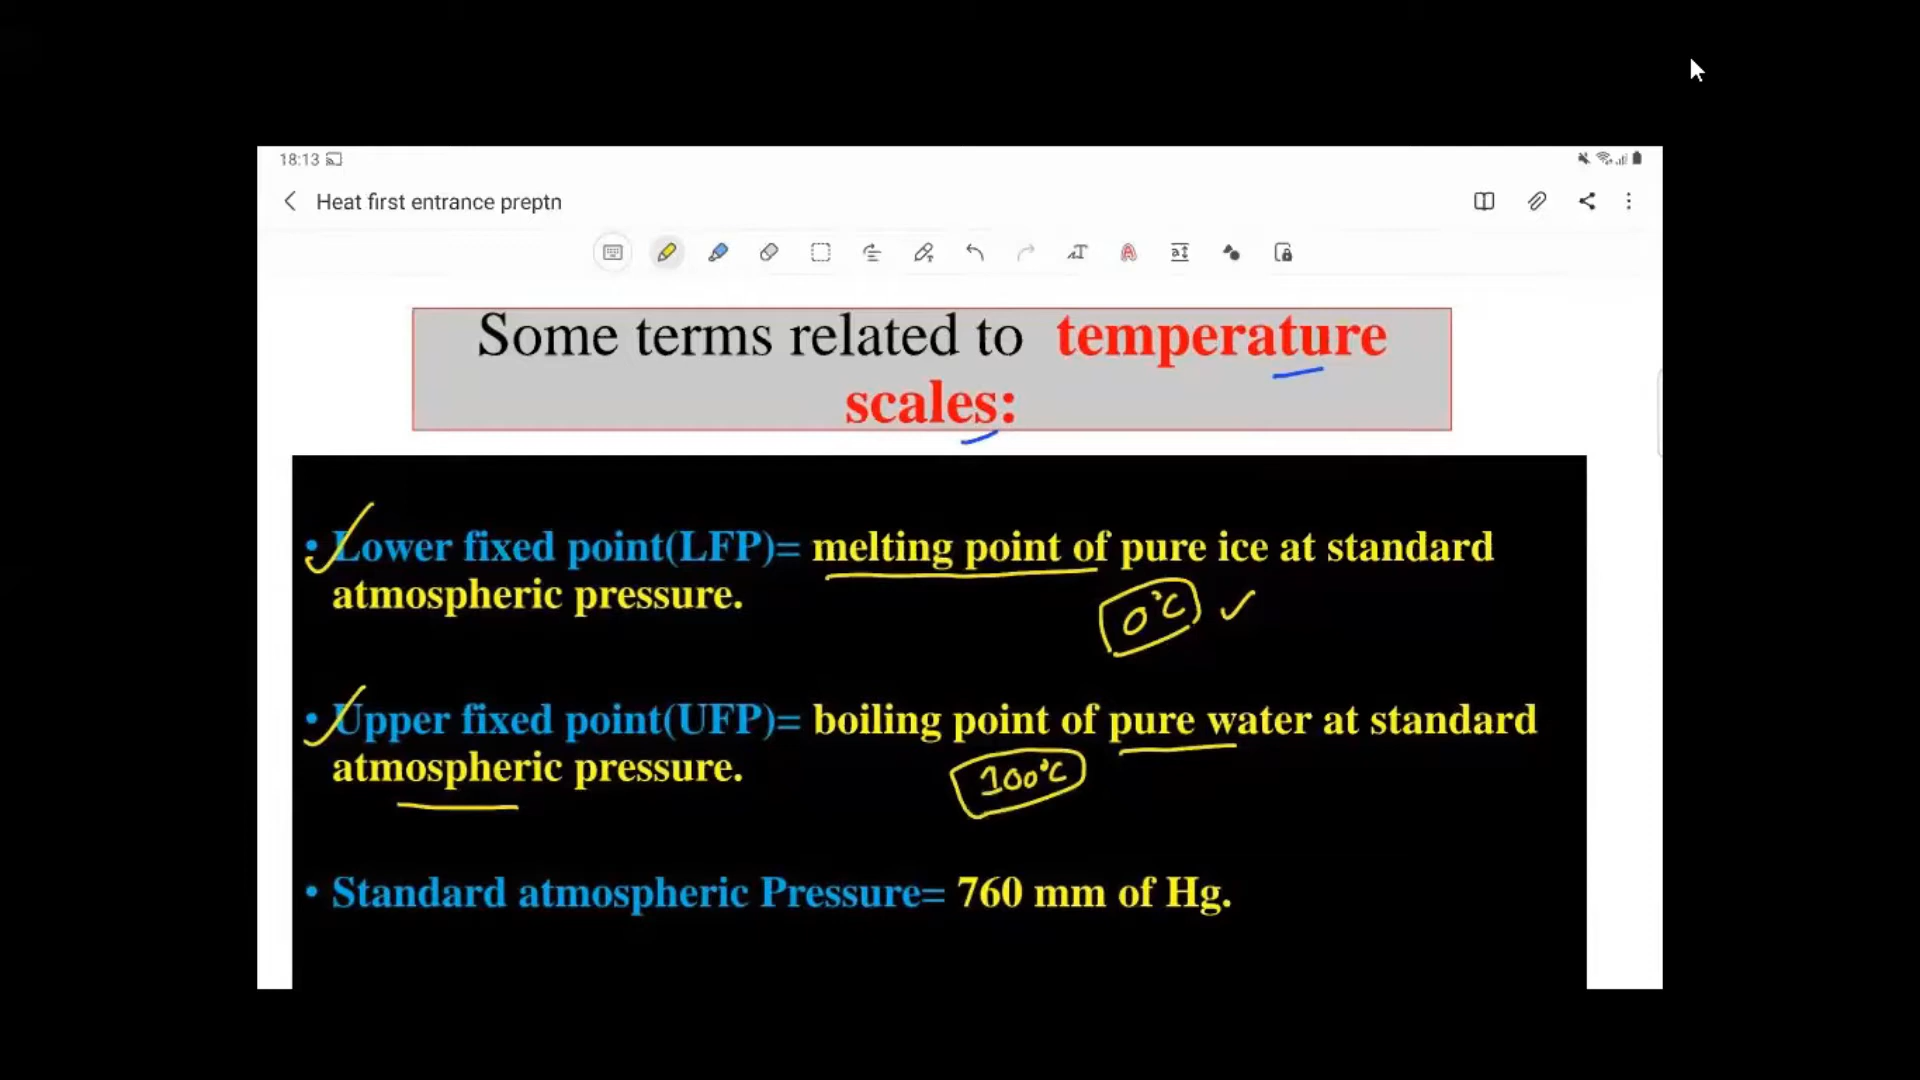 18:13
Heat first entrance preptn
Some terms related to temperature
scales:
• Lower fixed point(LFP)= melting point of pure ice at standard
atmospheric pressure.
0°C
• Upper fixed point(UFP)= boiling point of pure water at standard
atmospheric pressure.
100°C
• Standard atmospheric Pressure= 760 mm of Hg.